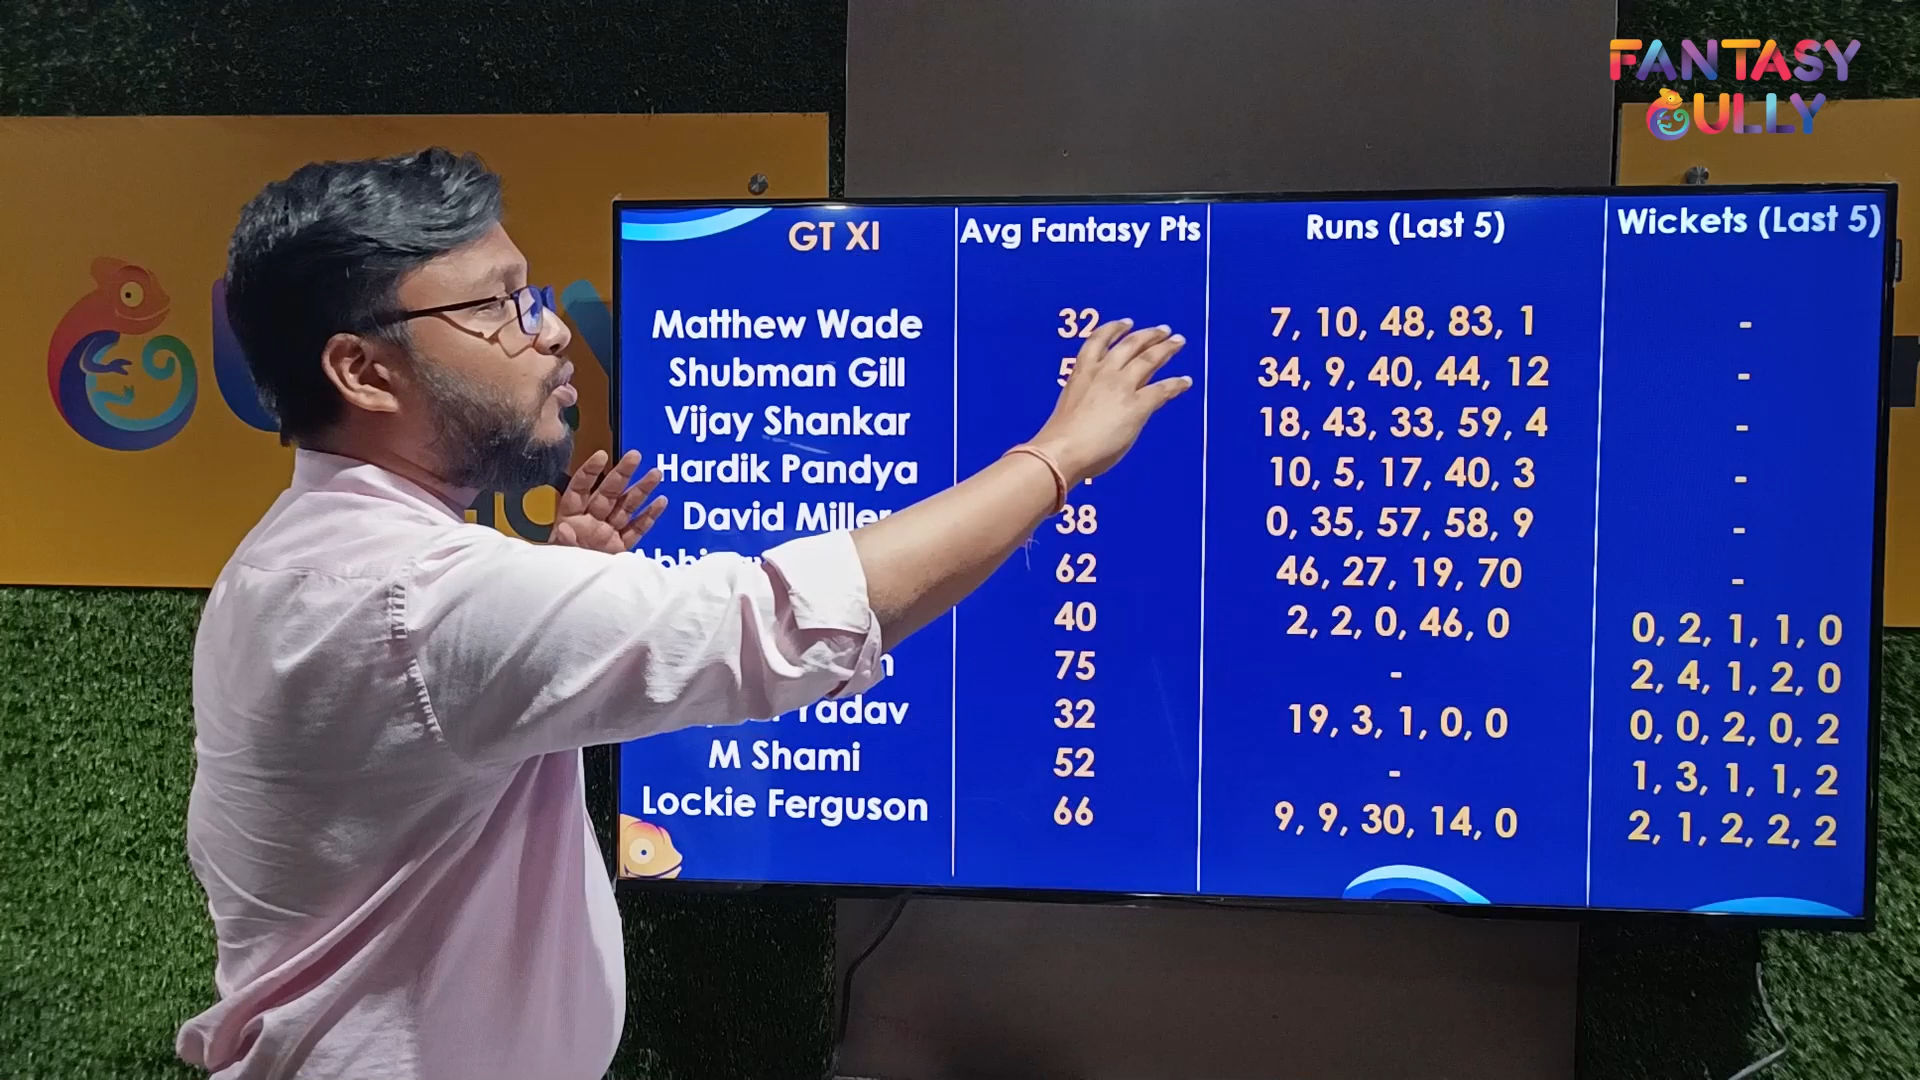 FANTASY
GULLY
GT XI Avg Fantasy Pts Runs (Last 5) Wickets (Last 5)
Matthew Wade 32 7, 10, 48, 83, 1 -
Shubman Gill 34, 9, 40, 44, 12 -
Vijay Shankar 18, 43, 33, 59, 4 -
Hardik Pandya 10, 5, 17, 40, 3 -
David Miller 38 0, 35, 57, 58, 9 -
62 46, 27, 19, 70 -
40 2, 2, 0, 46, 0 0, 2, 1, 1, 0
75 - 2, 4, 1, 2, 0
Yadav 32 19, 3, 1, 0, 0 0, 0, 2, 0, 2
M Shami 52 - 1, 3, 1, 1, 2
Lockie Ferguson 66 9, 9, 30, 14, 0 2, 1, 2, 2, 2